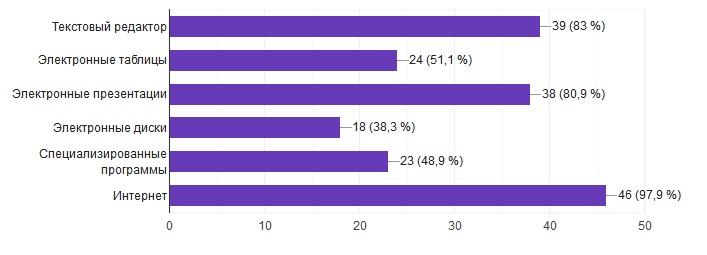 Текстовый редактор
39 (83 %)
Электронные таблицы
24 (51,1 %)
Электронные презентации
38 (80,9 %)
Электронные диски
18 (38,3 %)
Специализированные
программы
23 (48,9 %)
Интернет
46 (97,9 %)
0 10 20 30 40 50